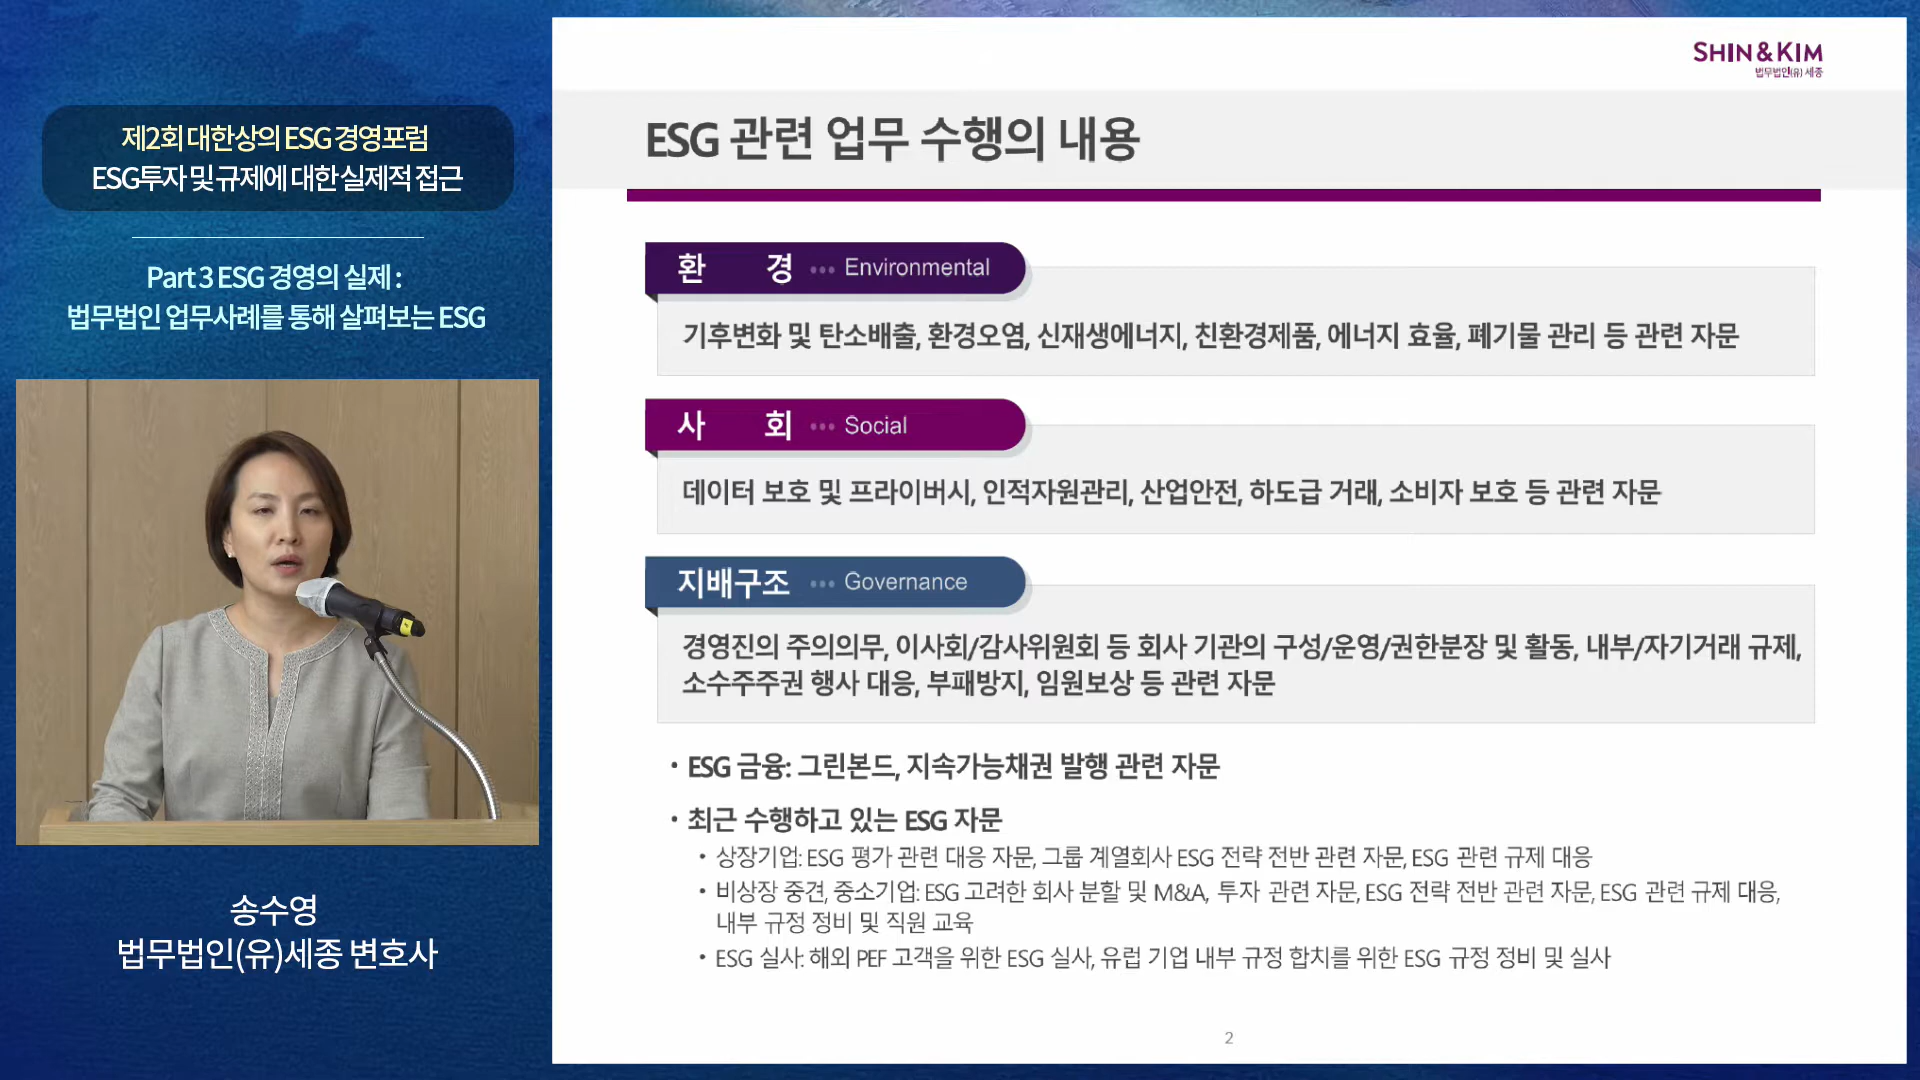 제2회 대한상의 ESG 경영포럼
ESG투자 및 규제에 대한 실제적 접근
Part 3 ESG 경영의 실제 :
법무법인 업무사례를 통해 살펴보는 ESG
송수영
법무법인(유)세종 변호사
SHIN&KIM
법무법인(유) 세종
ESG 관련 업무 수행의 내용
환 경 ••• Environmental
기후변화 및 탄소배출, 환경오염, 신재생에너지, 친환경제품, 에너지 효율, 폐기물 관리 등 관련 자문
사 회 ••• Social
데이터 보호 및 프라이버시, 인적자원관리, 산업안전, 하도급 거래, 소비자 보호 등 관련 자문
지배구조 ••• Governance
경영진의 주의의무, 이사회/감사위원회 등 회사 기관의 구성/운영/권한분장 및 활동, 내부/자기거래 규제,
소수주주권 행사 대응, 부패방지, 임원보상 등 관련 자문
• ESG 금융: 그린본드, 지속가능채권 발행 관련 자문
• 최근 수행하고 있는 ESG 자문
• 상장기업: ESG 평가 관련 대응 자문, 그룹 계열회사 ESG 전략 전반 관련 자문, ESG 관련 규제 대응
• 비상장 중견, 중소기업: ESG 고려한 회사 분할 및 M&A, 투자 관련 자문, ESG 전략 전반 관련 자문, ESG 관련 규제 대응,
내부 규정 정비 및 직원 교육
• ESG 실사: 해외 PEF 고객을 위한 ESG 실사, 유럽 기업 내부 규정 합치를 위한 ESG 규정 정비 및 실사
2